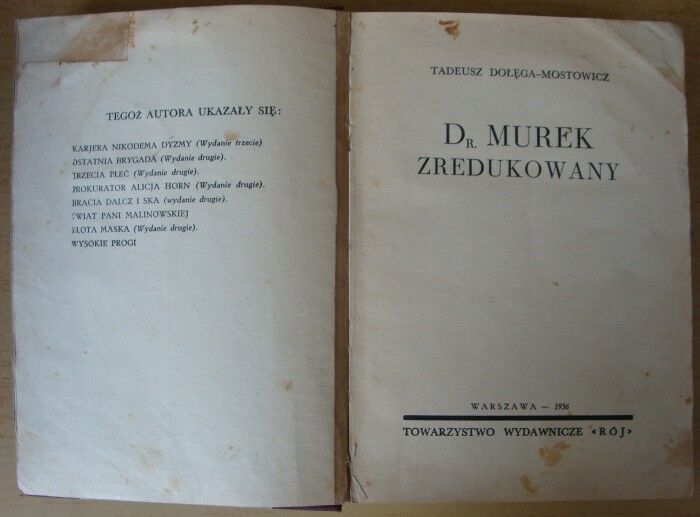 TEGOŻ AUTORA UKAZAŁY SIĘ:
KARJERA NIKODEMA DYZMY (Wydanie trzecie)
OSTATNIA BRYGADA (Wydanie drugie).
TRZECIA PŁEĆ (Wydanie drugie).
PROKURATOR ALICJA HORN (Wydanie drugie).
BRACIA DALCZ I SKA (wydanie drugie).
ŚWIAT PANI MALINOWSKIEJ
ZŁOTA MASKA (Wydanie drugie).
WYSOKIE PROGI
TADEUSZ DOŁĘGA-MOSTOWICZ
DR. MUREK
ZREDUKOWANY
WARSZAWA — 1936
TOWARZYSTWO WYDAWNICZE «RÓJ»